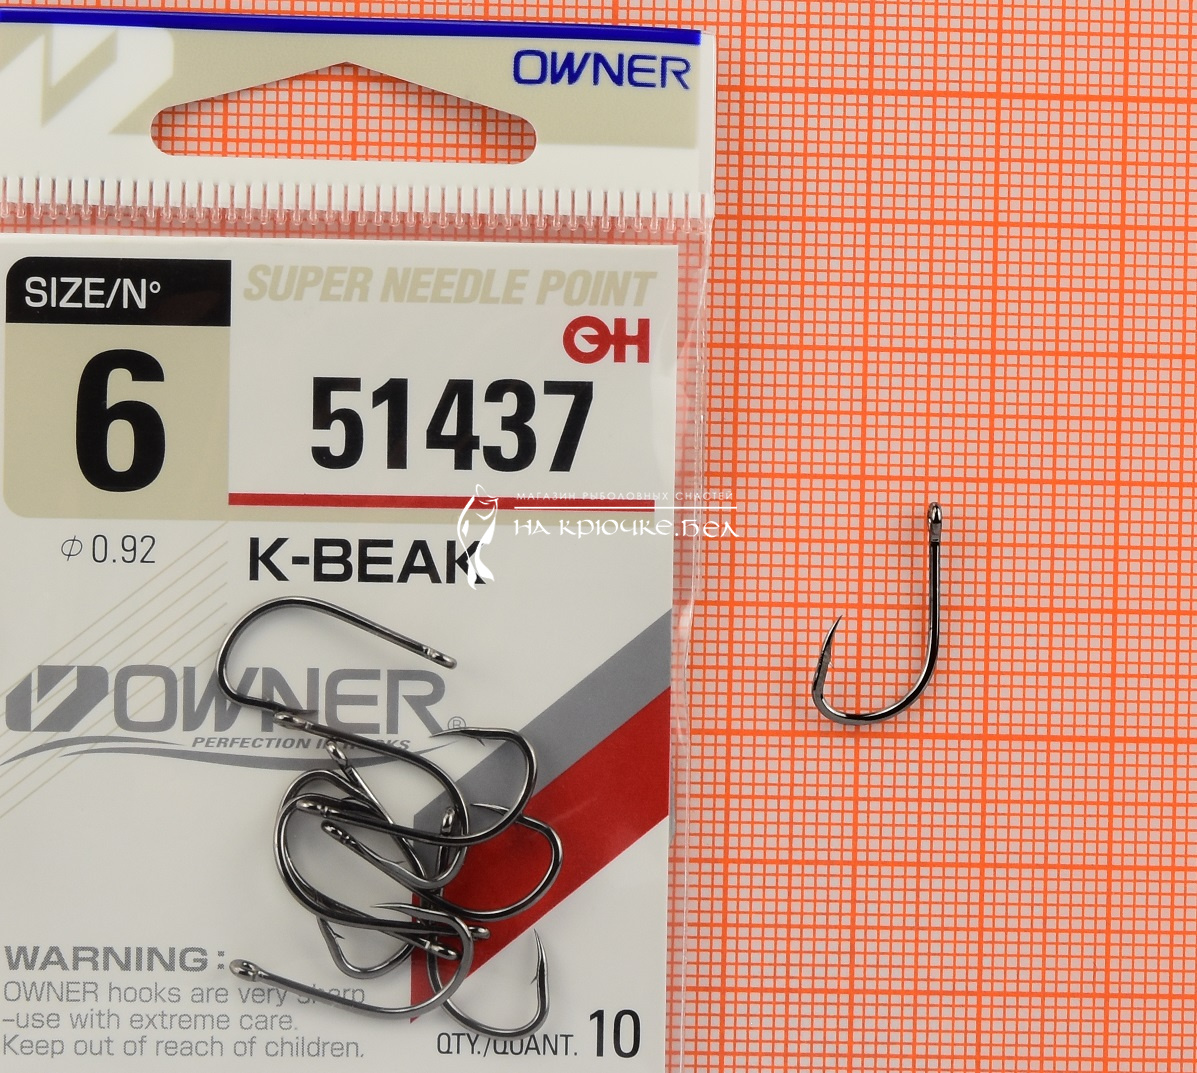 OWNER
SIZE/N°
SUPER NEEDLE POINT
6
51437
МАГАЗИН РЫБОЛОВНЫХ СНАСТЕЙ
НА КРЮЧКЕ.БЕЛ
Φ 0.92
K-BEAK
OWNER®
PERFECTION IN HOOKS
WARNING:
OWNER hooks are very sharp
-use with extreme care.
Keep out of reach of children.
QTY./QUANT. 10